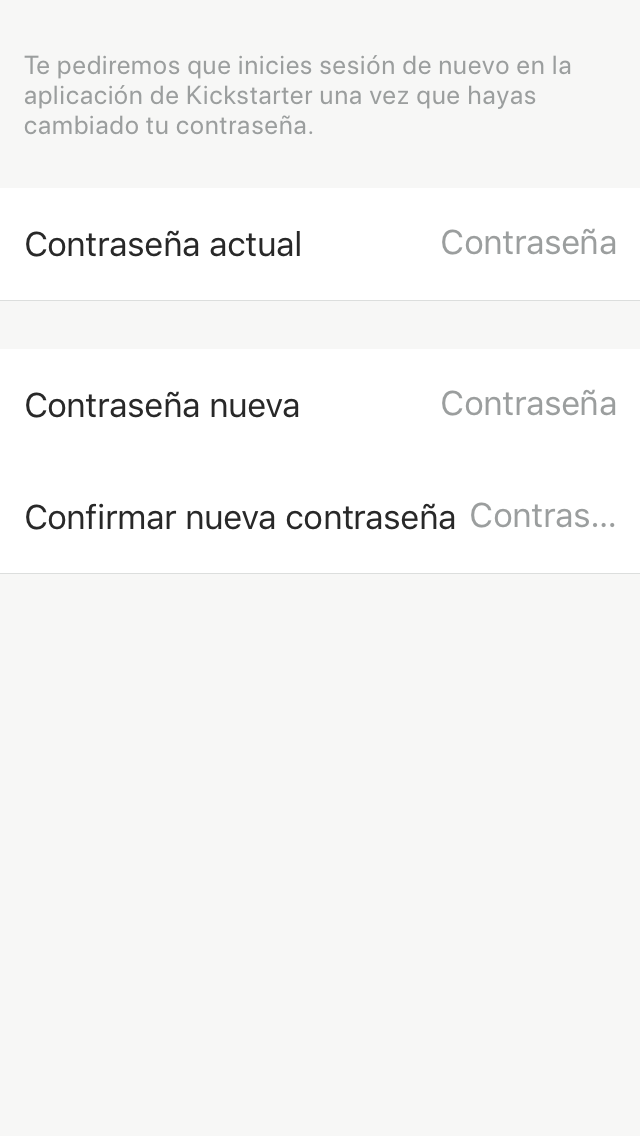 Te pediremos que inicies sesión de nuevo en la
aplicación de Kickstarter una vez que hayas
cambiado tu contraseña.
Contraseña actual Contraseña
Contraseña nueva Contraseña
Confirmar nueva contraseña Contras...